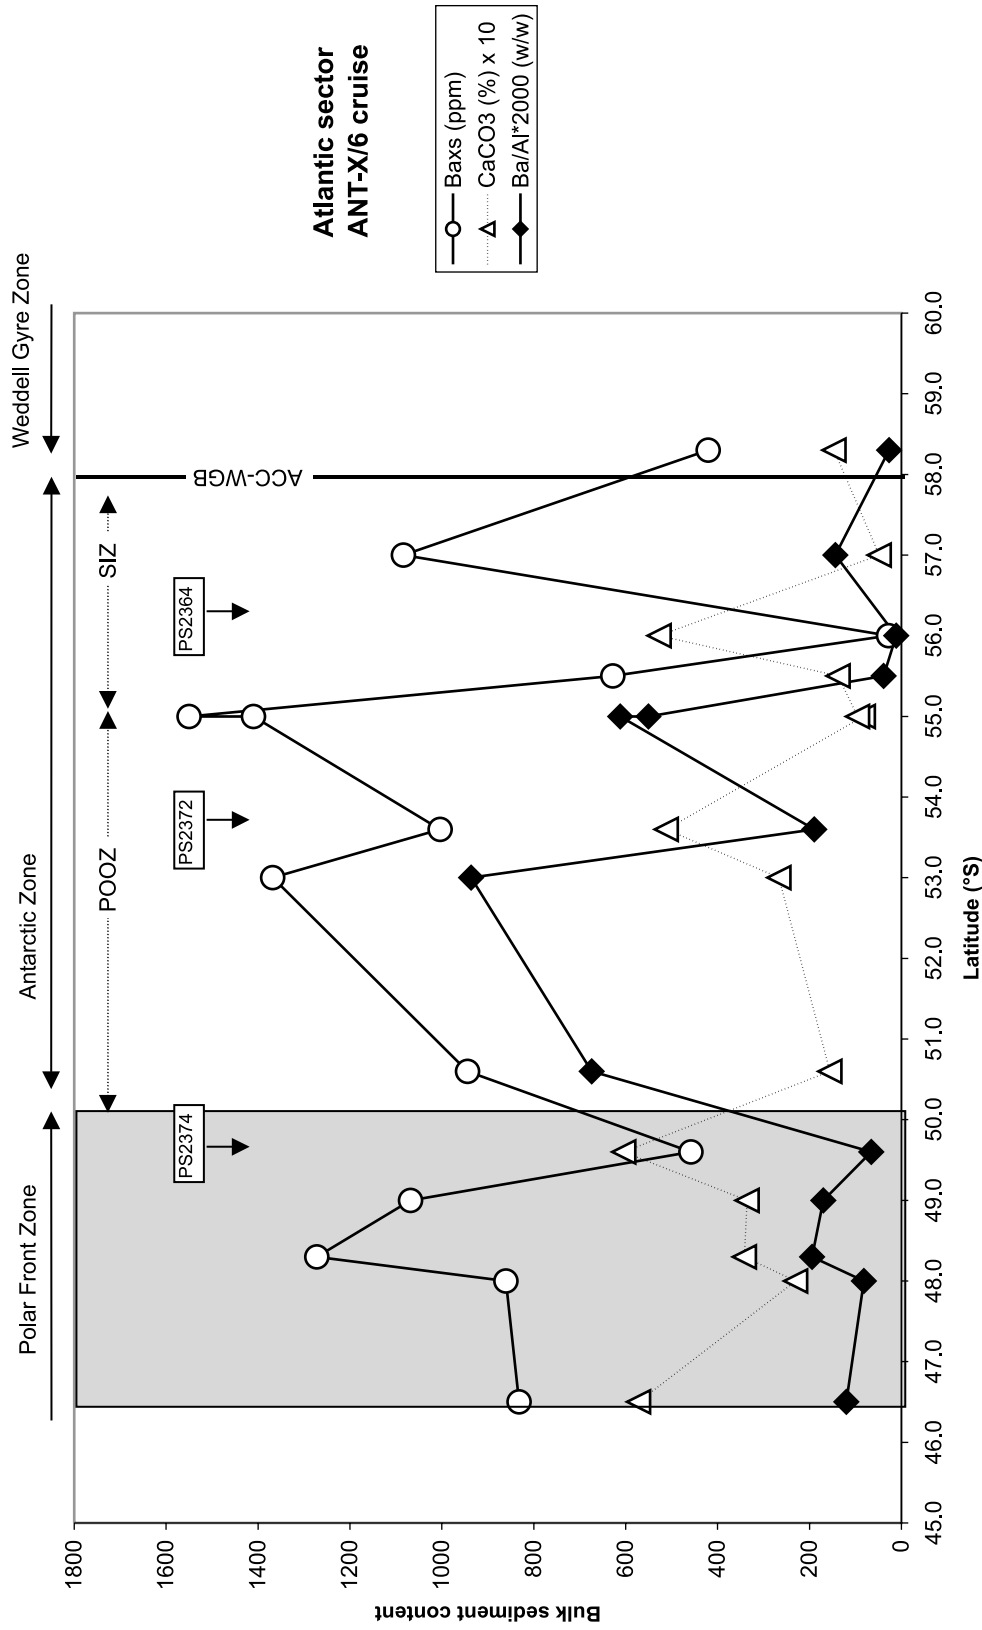 Polar Front Zone
Antarctic Zone
Weddell Gyre Zone
POOZ
SIZ
PS2374
PS2372
PS2364
ACC-WGB
Atlantic sector
ANT-X/6 cruise
Baxs (ppm)
CaCO3 (%) x 10
Ba/Al*2000 (w/w)
Bulk sediment content
1800
1600
1400
1200
1000
800
600
400
200
0
45.0
46.0
47.0
48.0
49.0
50.0
51.0
52.0
53.0
54.0
55.0
56.0
57.0
58.0
59.0
60.0
Latitude (°S)